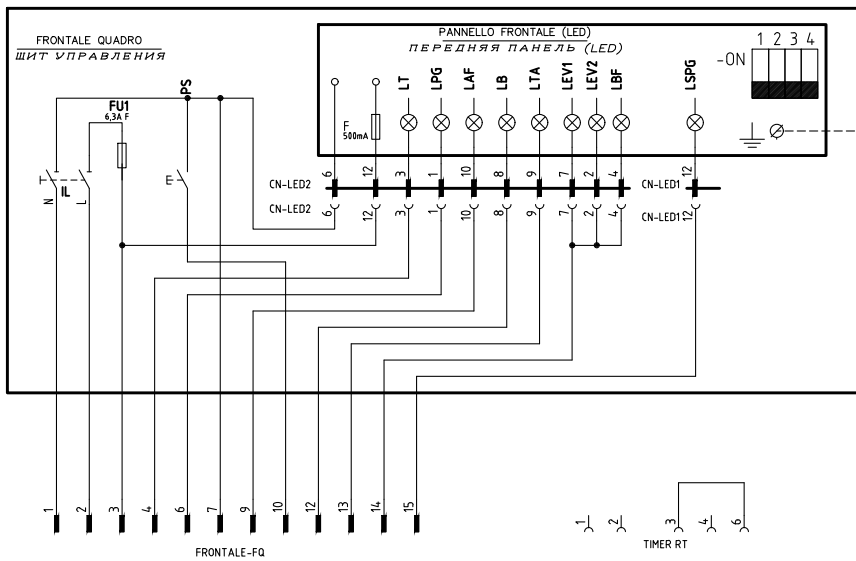 FRONTALE QUADRO
ЩИТ УПРАВЛЕНИЯ
PANNELLO FRONTALE (LED)
ПЕРЕДНЯЯ ПАНЕЛЬ (LED)
1 2 3 4
-ON
PS
FU1
6,3A F
F
500mA
LT
LPG
LAF
LB
LTA
LEV1
LEV2
LBF
LSPG
6 12 3 1 10 8 9 7 2 4 12
CN-LED2
CN-LED1
CN-LED2
CN-LED1
6 12 3 1 10 8 9 7 2 4 12
IL
N
L
E
1 2 3 4 6 7 9 10 12 13 14 15
FRONTALE-FQ
1 2 3 4 6
TIMER RT